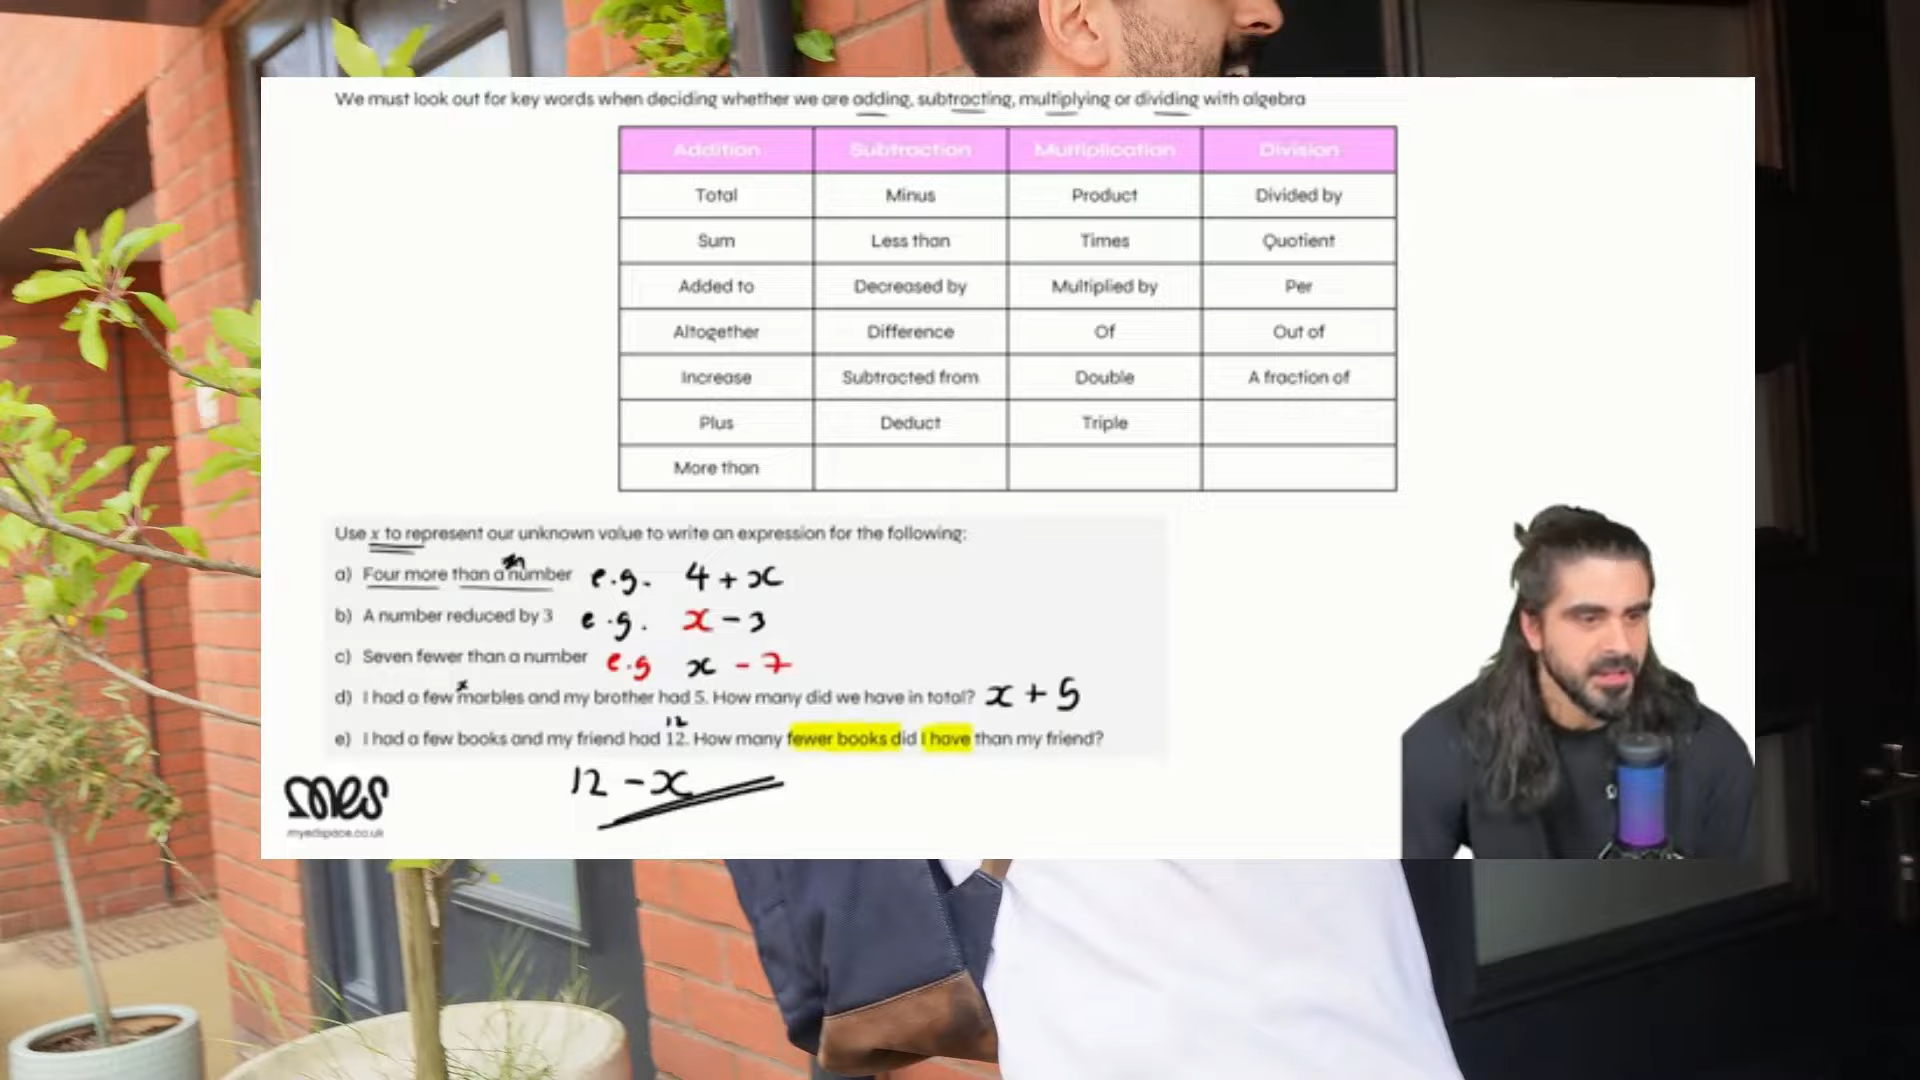 We must look out for key words when deciding whether we are adding, subtracting, multiplying or dividing with algebra
Addition Subtraction Multiplication Division
Total Minus Product Divided by
Sum Less than Times Quotient
Added to Decreased by Multiplied by Per
Altogether Difference Of Out of
Increase Subtracted from Double A fraction of
Plus Deduct Triple
More than
Use x to represent our unknown value to write an expression for the following:
a) Four more than a number e.g. 4 + x
b) A number reduced by 3 e.g. x - 3
c) Seven fewer than a number e.g x - 7
x
d) I had a few marbles and my brother had 5. How many did we have in total? x + 5
12
e) I had a few books and my friend had 12. How many fewer books did I have than my friend?
12 - x
mes
myedspace.co.uk